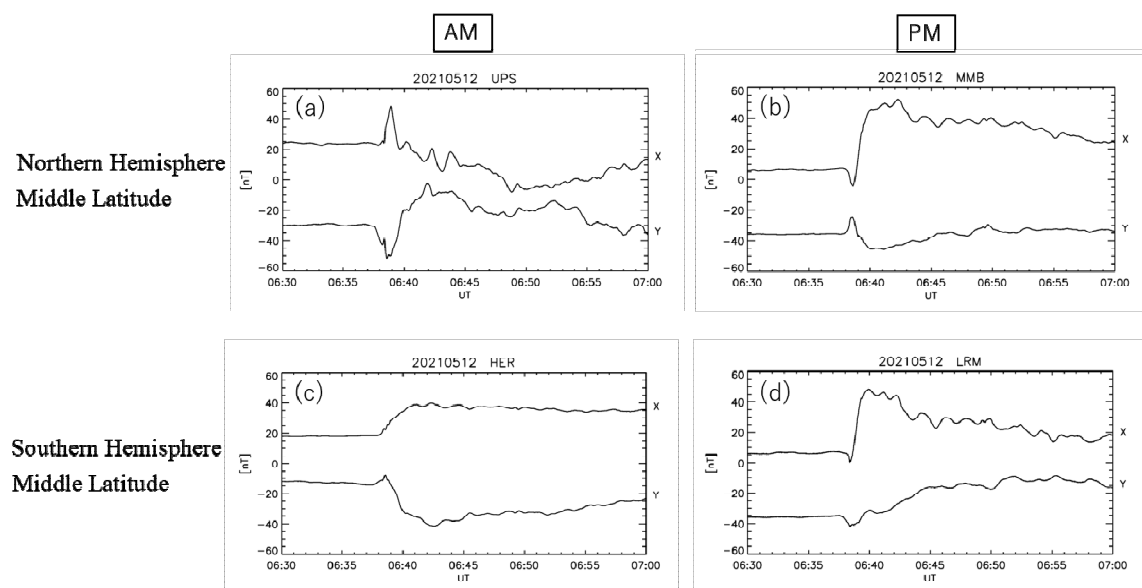 AM
PM
Northern Hemisphere
Middle Latitude
20210512 UPS
(a)
60
40
20
0
−20
−40
−60
[nT]
X
Y
06:30 06:35 06:40 06:45 06:50 06:55 07:00
UT
20210512 MMB
(b)
60
40
20
0
−20
−40
−60
[nT]
X
Y
06:30 06:35 06:40 06:45 06:50 06:55 07:00
UT
Southern Hemisphere
Middle Latitude
20210512 HER
(c)
60
40
20
0
−20
−40
−60
[nT]
X
Y
06:30 06:35 06:40 06:45 06:50 06:55 07:00
UT
20210512 LRM
(d)
60
40
20
0
−20
−40
−60
[nT]
X
Y
06:30 06:35 06:40 06:45 06:50 06:55 07:00
UT